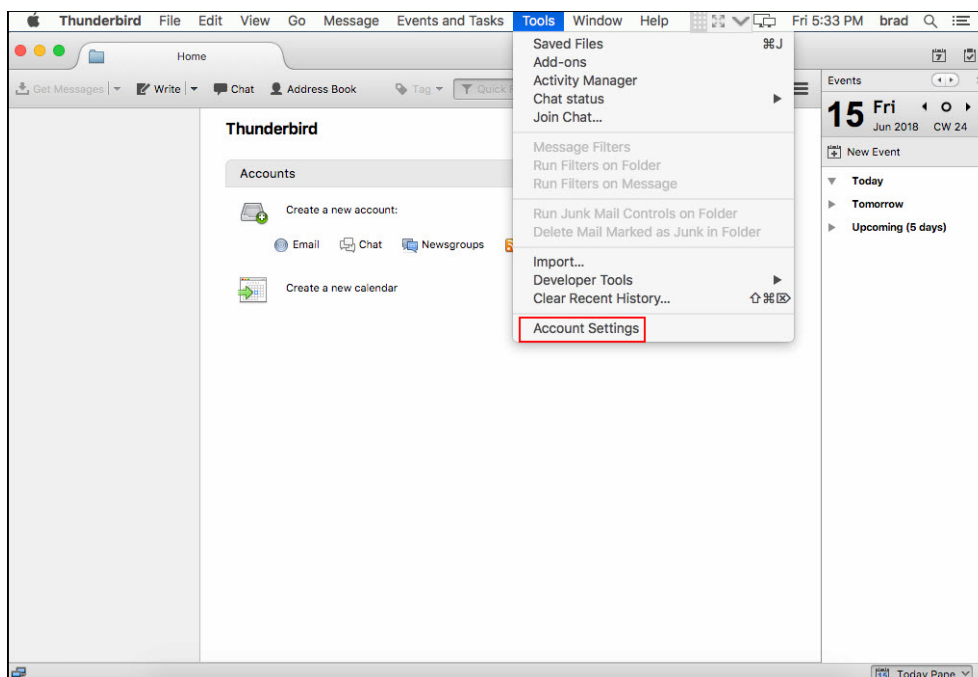 Thunderbird File Edit View Go Message Events and Tasks Tools Window Help Fri 5:33 PM brad
Home
Get Messages Write Chat Address Book Tag Quick
Thunderbird
Accounts
Create a new account:
Email Chat Newsgroups
Create a new calendar
Saved Files ⌘J
Add-ons
Activity Manager
Chat status
Join Chat...
Message Filters
Run Filters on Folder
Run Filters on Message
Run Junk Mail Controls on Folder
Delete Mail Marked as Junk in Folder
Import...
Developer Tools
Clear Recent History... ⇧⌘⌦
Account Settings
Events
15 Fri
Jun 2018 CW 24
New Event
Today
Tomorrow
Upcoming (5 days)
Today Pane